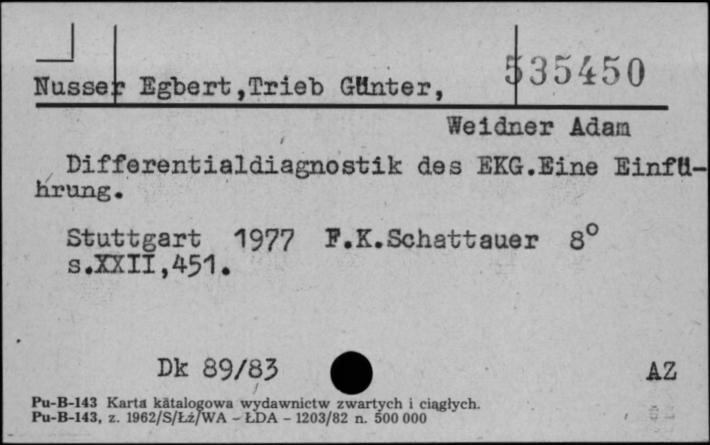 535450
Nusser Egbert,Trieb Günter,
Weidner Adam
Differentialdiagnostik des EKG.Eine Einfü-
hrung.
Stuttgart 1977 F.K.Schattauer 8°
s.XXII,451.
Dk 89/83 AZ
Pu-B-143 Karta katalogowa wydawnictw zwartych i ciągłych.
Pu-B-143, z. 1962/S/Łż/WA - ŁDA - 1203/82 n. 500 000